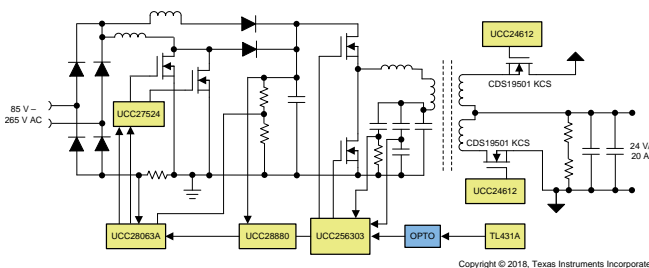 UCC24612
CDS19501 KCS
UCC27524
85 V –
265 V AC
CDS19501 KCS
24 V/
20 A
UCC24612
UCC28063A
UCC28880
UCC256303
OPTO
TL431A
Copyright © 2018, Texas Instruments Incorporate